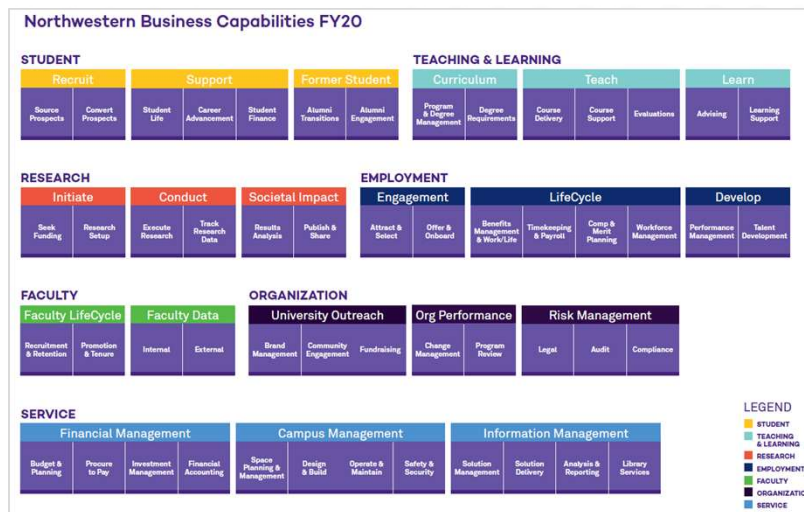 Northwestern Business Capabilities FY20
STUDENT
Recruit
Source
Prospects
Convert
Prospects
Support
Student
Life
Career
Advancement
Student
Finance
Former Student
Alumni
Transitions
Alumni
Engagement
TEACHING & LEARNING
Curriculum
Program
& Degree
Management
Degree
Requirements
Teach
Course
Delivery
Course
Support
Evaluations
Learn
Advising
Learning
Support
RESEARCH
Initiate
Seek
Funding
Research
Setup
Conduct
Execute
Research
Track
Research
Data
Societal Impact
Results
Analysis
Publish &
Share
EMPLOYMENT
Engagement
Attract &
Select
Offer &
Onboard
LifeCycle
Benefits
Management
& Work/Life
Timekeeping
& Payroll
Comp &
Merit
Planning
Workforce
Management
Develop
Performance
Management
Talent
Development
FACULTY
Faculty LifeCycle
Recruitment
& Retention
Promotion
& Tenure
Faculty Data
Internal
External
ORGANIZATION
University Outreach
Brand
Management
Community
Engagement
Fundraising
Org Performance
Change
Management
Program
Review
Risk Management
Legal
Audit
Compliance
SERVICE
Financial Management
Budget &
Planning
Procure
to Pay
Investment
Management
Financial
Accounting
Campus Management
Space
Planning &
Management
Design
& Build
Operate &
Maintain
Safety &
Security
Information Management
Solution
Management
Solution
Delivery
Analysis &
Reporting
Library
Services
LEGEND
STUDENT
TEACHING
& LEARNING
RESEARCH
EMPLOYMENT
FACULTY
ORGANIZATIO
SERVICE